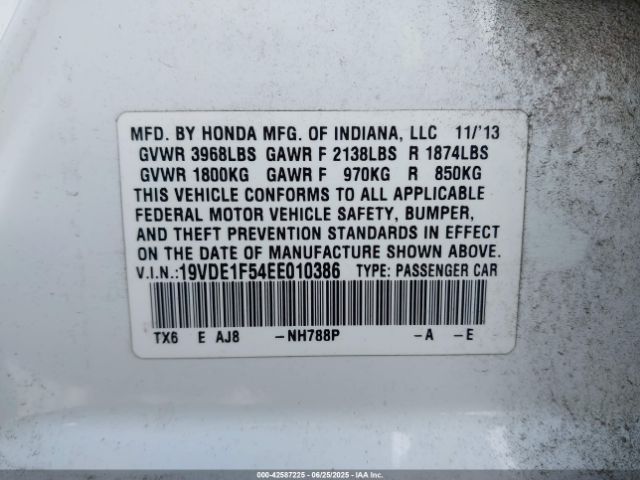 MFD. BY HONDA MFG. OF INDIANA, LLC 11/'13
GVWR 3968LBS GAWR F 2138LBS R 1874LBS
GVWR 1800KG GAWR F 970KG R 850KG
THIS VEHICLE CONFORMS TO ALL APPLICABLE
FEDERAL MOTOR VEHICLE SAFETY, BUMPER,
AND THEFT PREVENTION STANDARDS IN EFFECT
ON THE DATE OF MANUFACTURE SHOWN ABOVE.
V.I.N.:19VDE1F54EE010386 TYPE: PASSENGER CAR
TX6 E AJ8 -NH788P -A -E
000-42587225 - 06/25/2025 - IAA Inc.